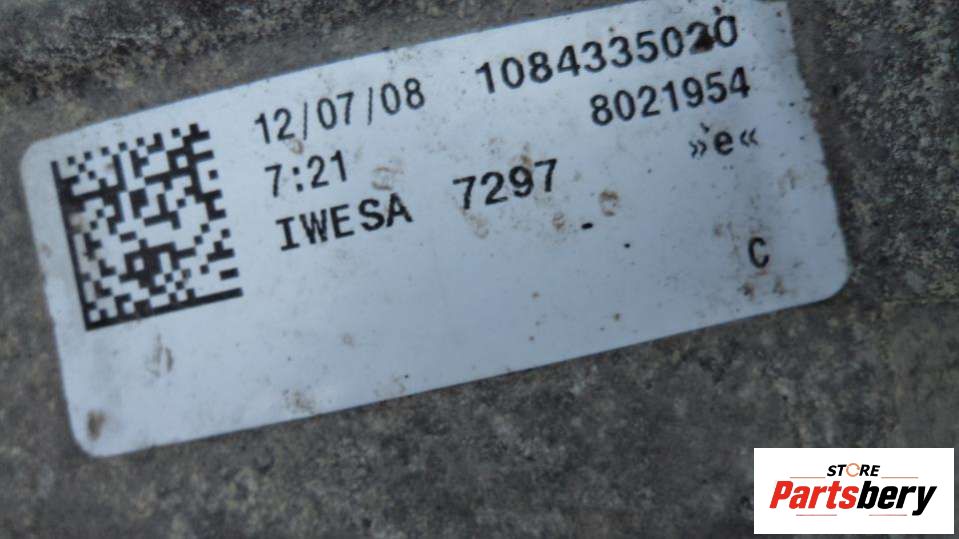 12/07/08 1084335020
7:21 8021954
IWESA 7297 »e«
C
STORE
Partsbery